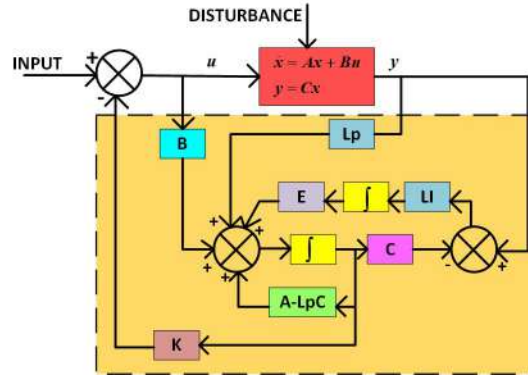 DISTURBANCE
INPUT
+
-
u
ẋ = Ax + Bu
y = Cx
y
B
Lp
E
∫
LI
+
+
+
+
+
∫
C
-
+
A-LpC
K